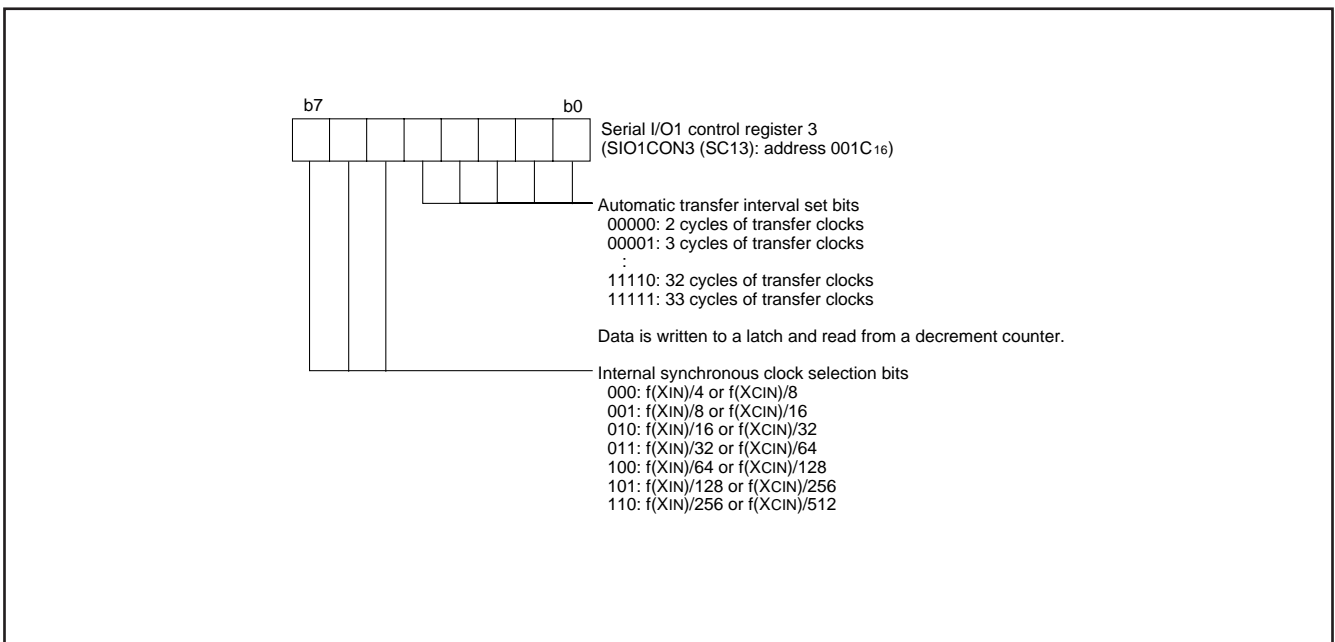 b7 b0
Serial I/O1 control register 3
(SIO1CON3 (SC13): address 001C16)
Automatic transfer interval set bits
00000: 2 cycles of transfer clocks
00001: 3 cycles of transfer clocks
:
11110: 32 cycles of transfer clocks
11111: 33 cycles of transfer clocks
Data is written to a latch and read from a decrement counter.
Internal synchronous clock selection bits
000: f(XIN)/4 or f(XCIN)/8
001: f(XIN)/8 or f(XCIN)/16
010: f(XIN)/16 or f(XCIN)/32
011: f(XIN)/32 or f(XCIN)/64
100: f(XIN)/64 or f(XCIN)/128
101: f(XIN)/128 or f(XCIN)/256
110: f(XIN)/256 or f(XCIN)/512